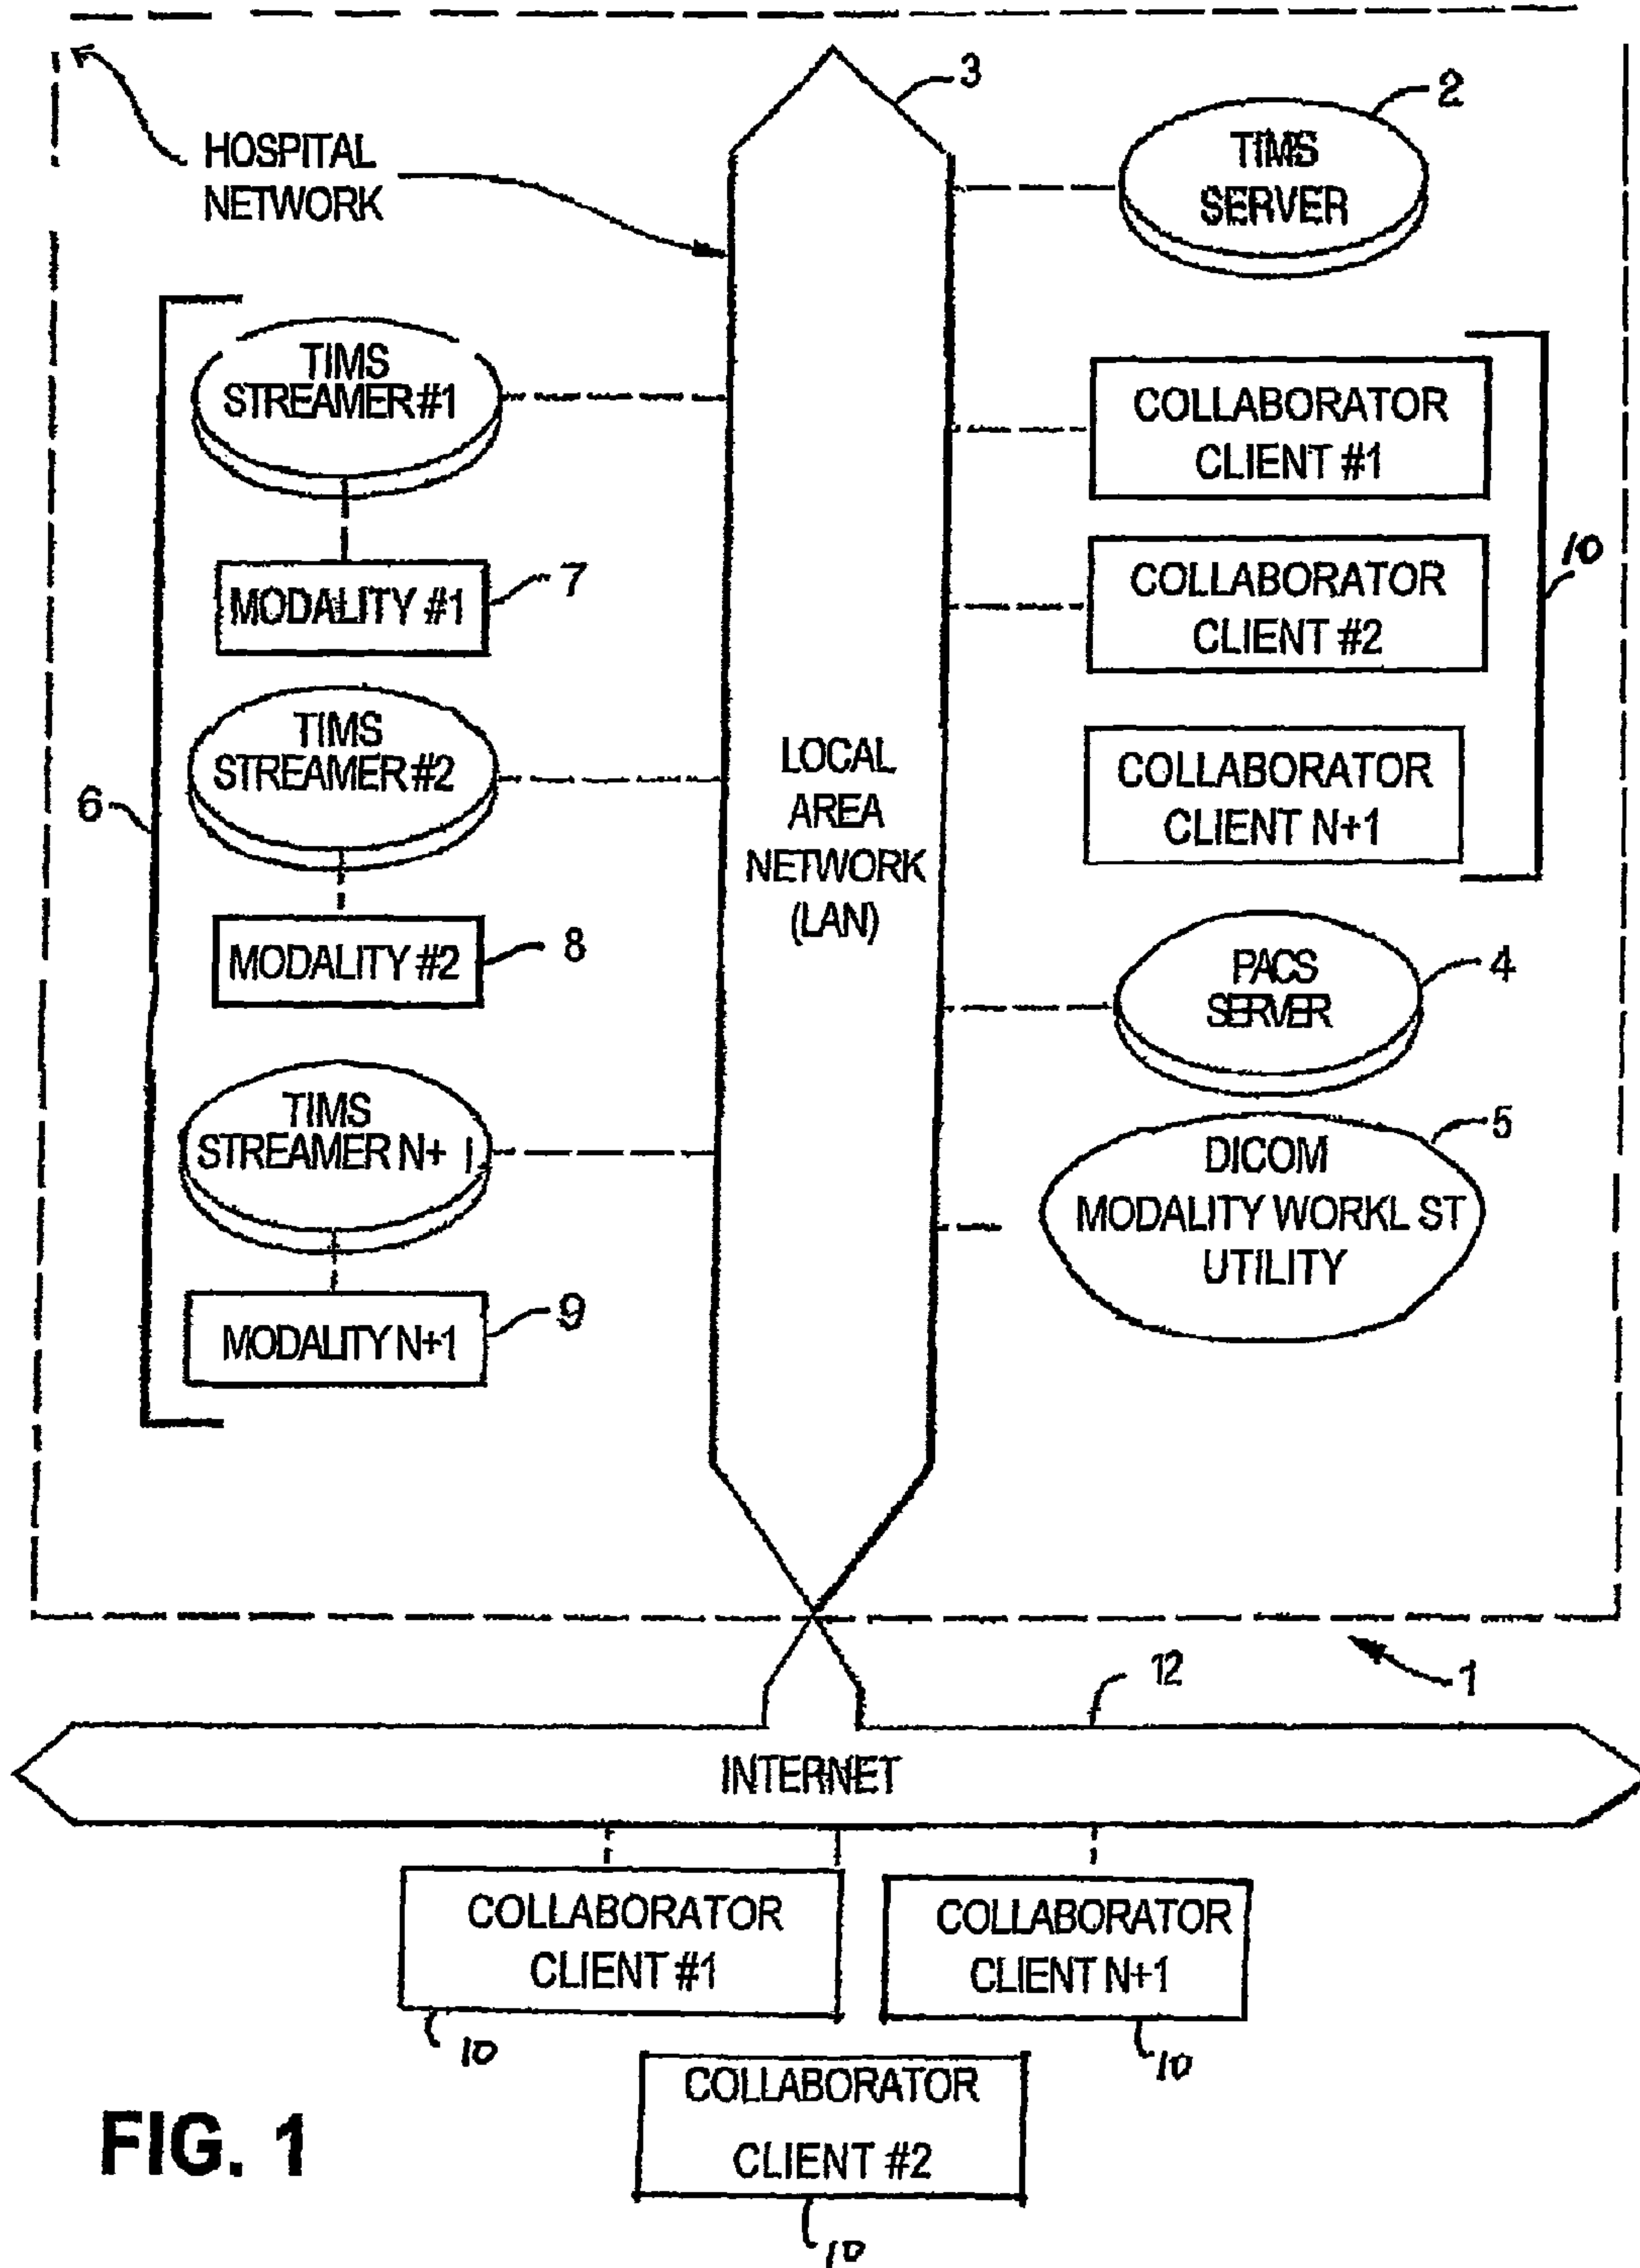 3
2
HOSPITAL
NETWORK
TIMS
SERVER
TIMS
STREAMER #1
COLLABORATOR
CLIENT #1
MODALITY #1
7
COLLABORATOR
CLIENT #2
10
TIMS
STREAMER #2
6
LOCAL
AREA
NETWORK
(LAN)
COLLABORATOR
CLIENT N+1
MODALITY #2
8
PACS
SERVER
4
TIMS
STREAMER N+ 1
5
DICOM
MODALITY WORKL ST
UTILITY
MODALITY N+1
9
1
12
INTERNET
COLLABORATOR
CLIENT #1
10
COLLABORATOR
CLIENT N+1
10
COLLABORATOR
CLIENT #2
10
FIG. 1